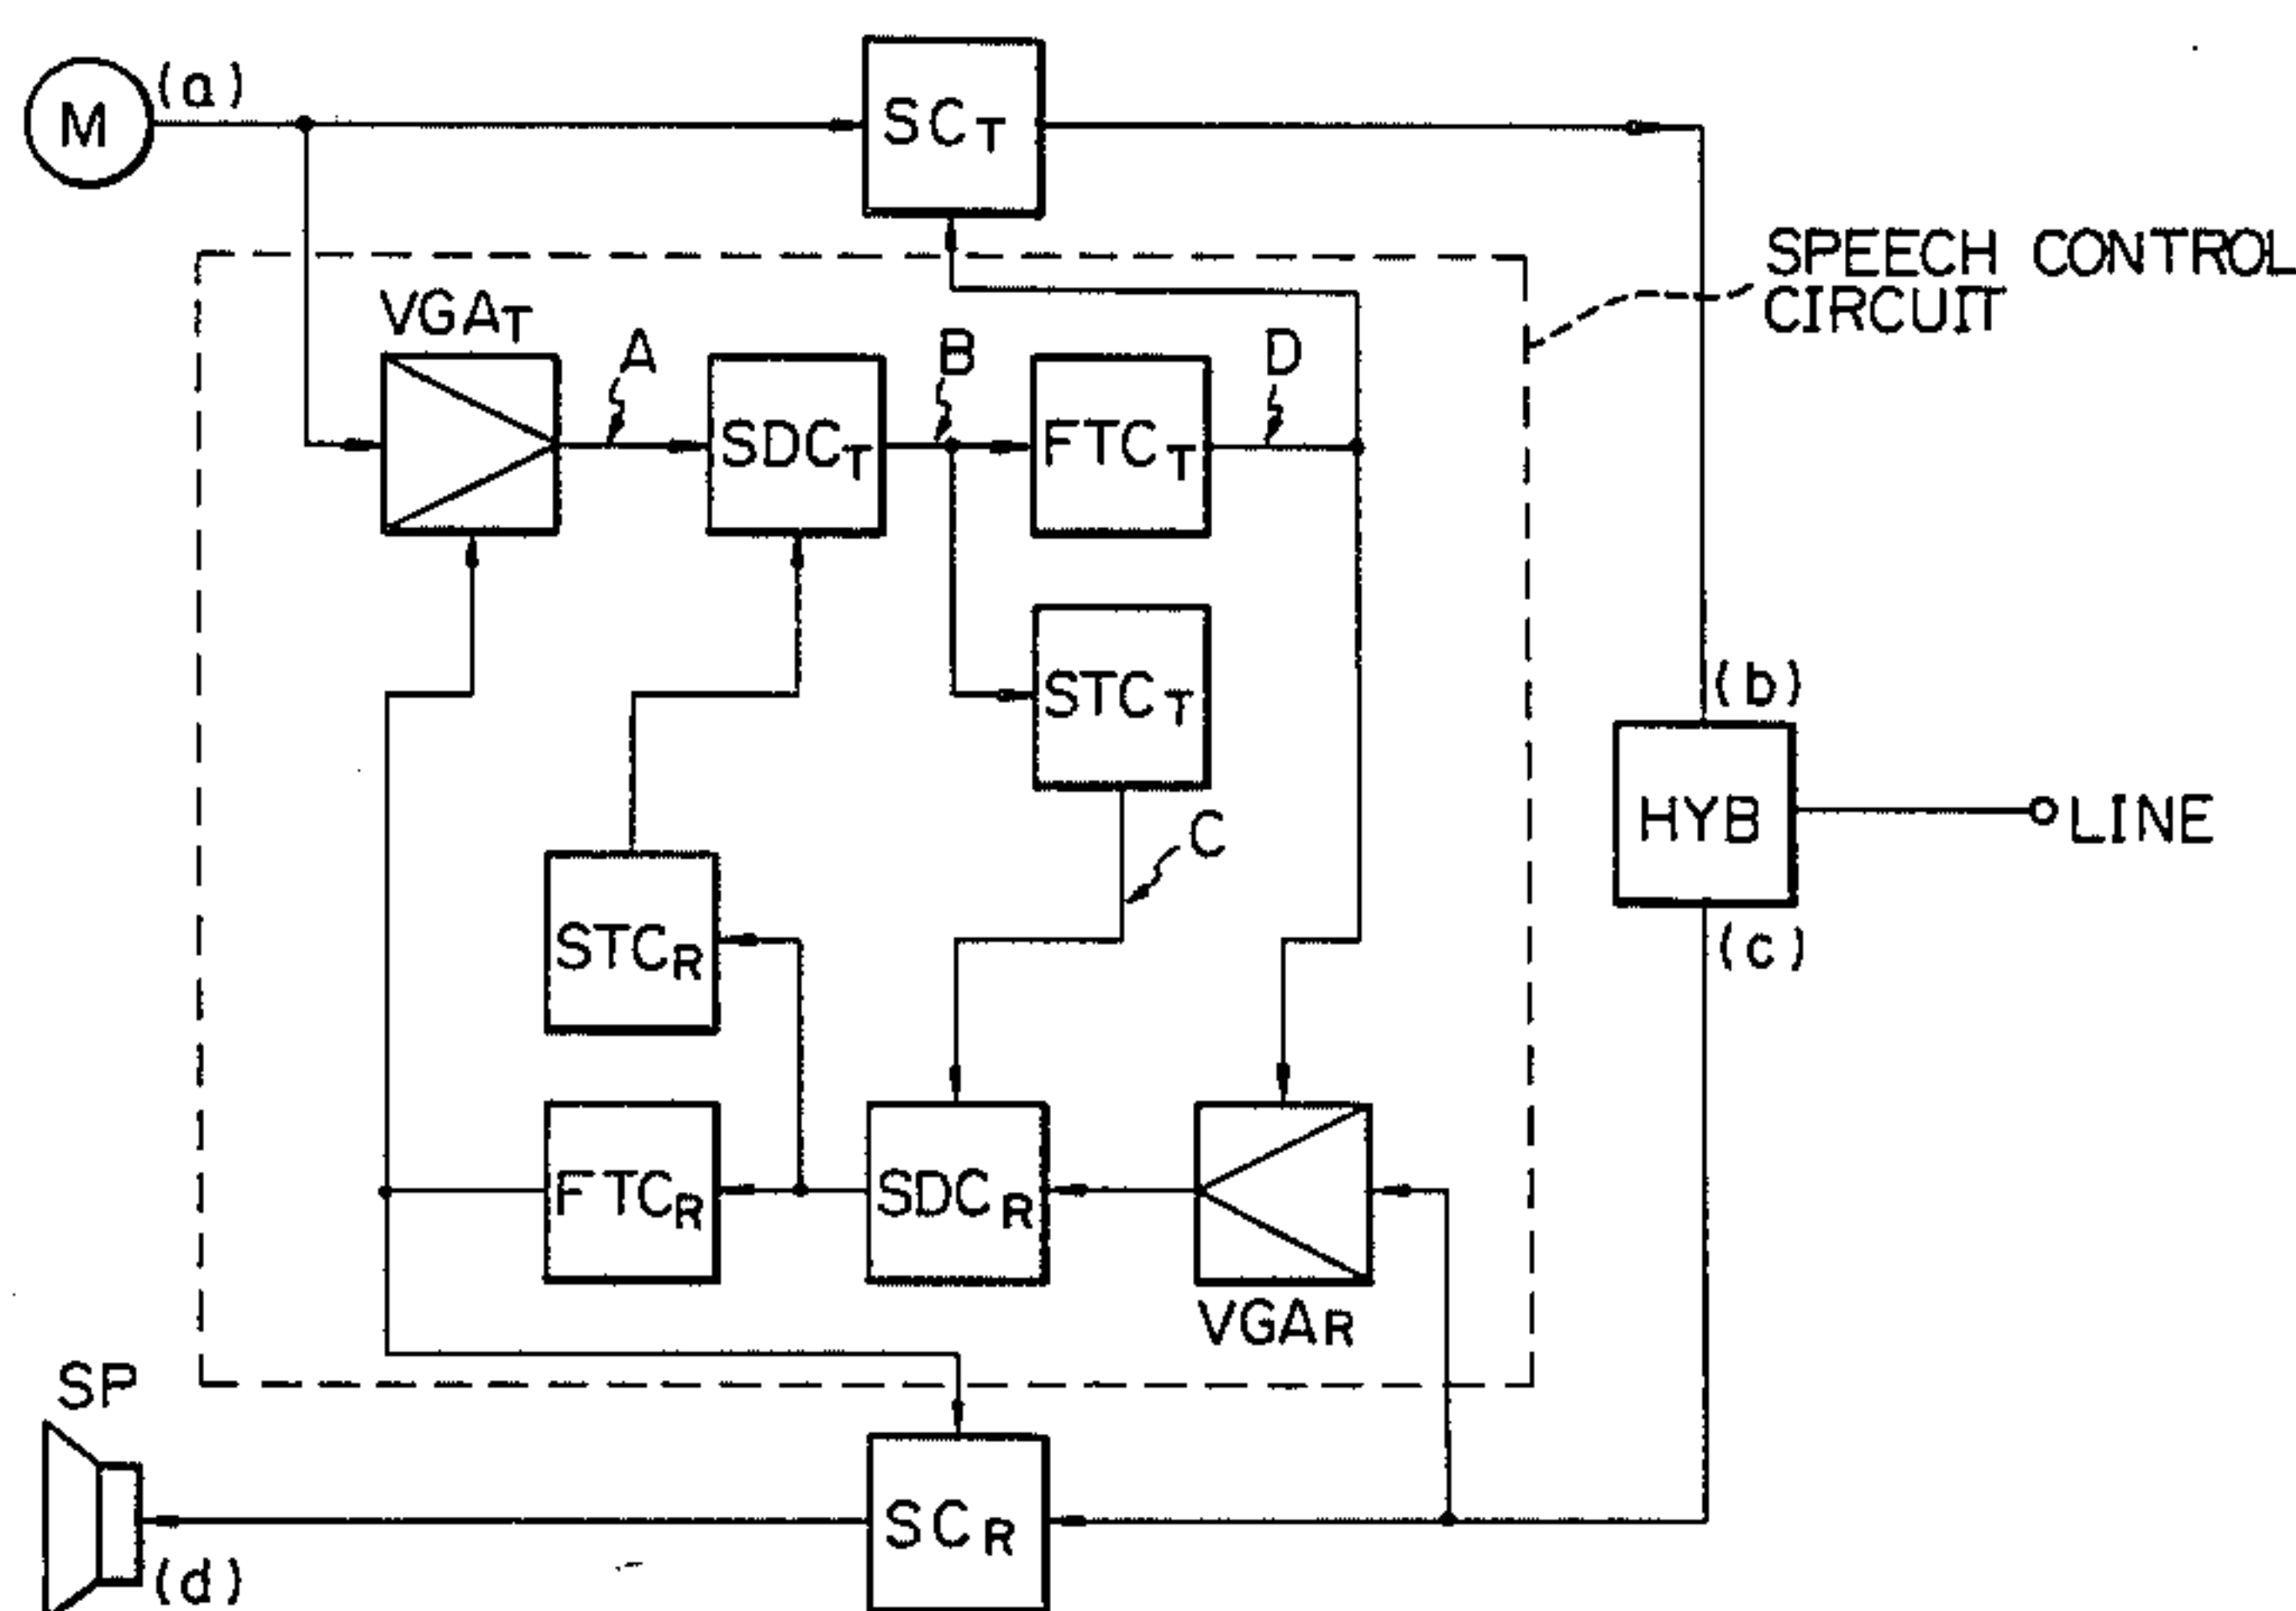 M
(a)
SCT
SPEECH CONTROL
CIRCUIT
VGAT
A
B
D
SDCT
FTCT
STCT
(b)
HYB
LINE
C
STCR
(c)
FTCR
SDCR
VGAR
SP
SCR
(d)